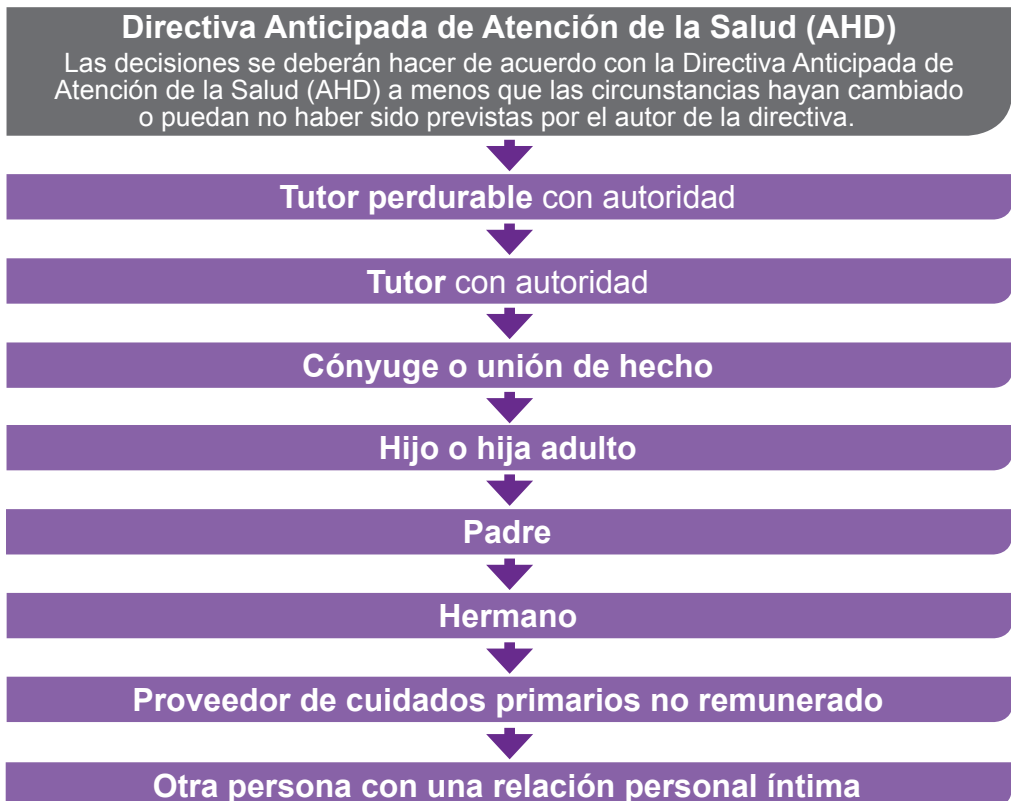 Directiva Anticipada de Atención de la Salud (AHD)
Las decisiones se deberán hacer de acuerdo con la Directiva Anticipada de
Atención de la Salud (AHD) a menos que las circunstancias hayan cambiado
o puedan no haber sido previstas por el autor de la directiva.
Tutor perdurable con autoridad
Tutor con autoridad
Cónyuge o unión de hecho
Hijo o hija adulto
Padre
Hermano
Proveedor de cuidados primarios no remunerado
Otra persona con una relación personal íntima